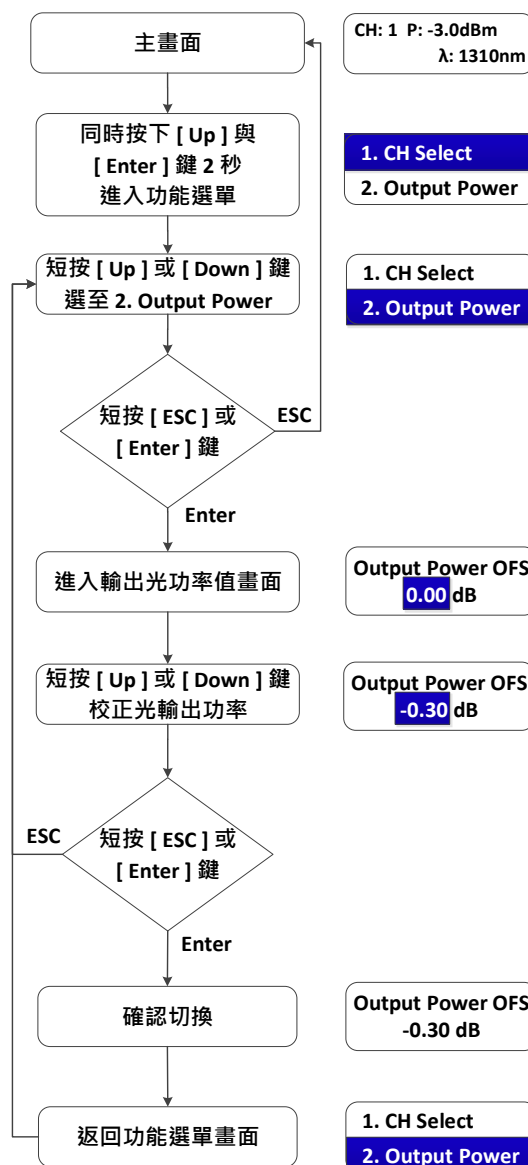 主畫面
CH: 1 P: -3.0dBm
λ: 1310nm
同時按下 [ Up ] 與
[ Enter ] 鍵 2 秒
進入功能選單
1. CH Select
2. Output Power
短按 [ Up ] 或 [ Down ] 鍵
選至 2. Output Power
1. CH Select
2. Output Power
短按 [ ESC ] 或
[ Enter ] 鍵
ESC
Enter
進入輸出光功率值畫面
Output Power OFS
0.00 dB
短按 [ Up ] 或 [ Down ] 鍵
校正光輸出功率
Output Power OFS
-0.30 dB
ESC
短按 [ ESC ] 或
[ Enter ] 鍵
Enter
確認切換
Output Power OFS
-0.30 dB
返回功能選單畫面
1. CH Select
2. Output Power